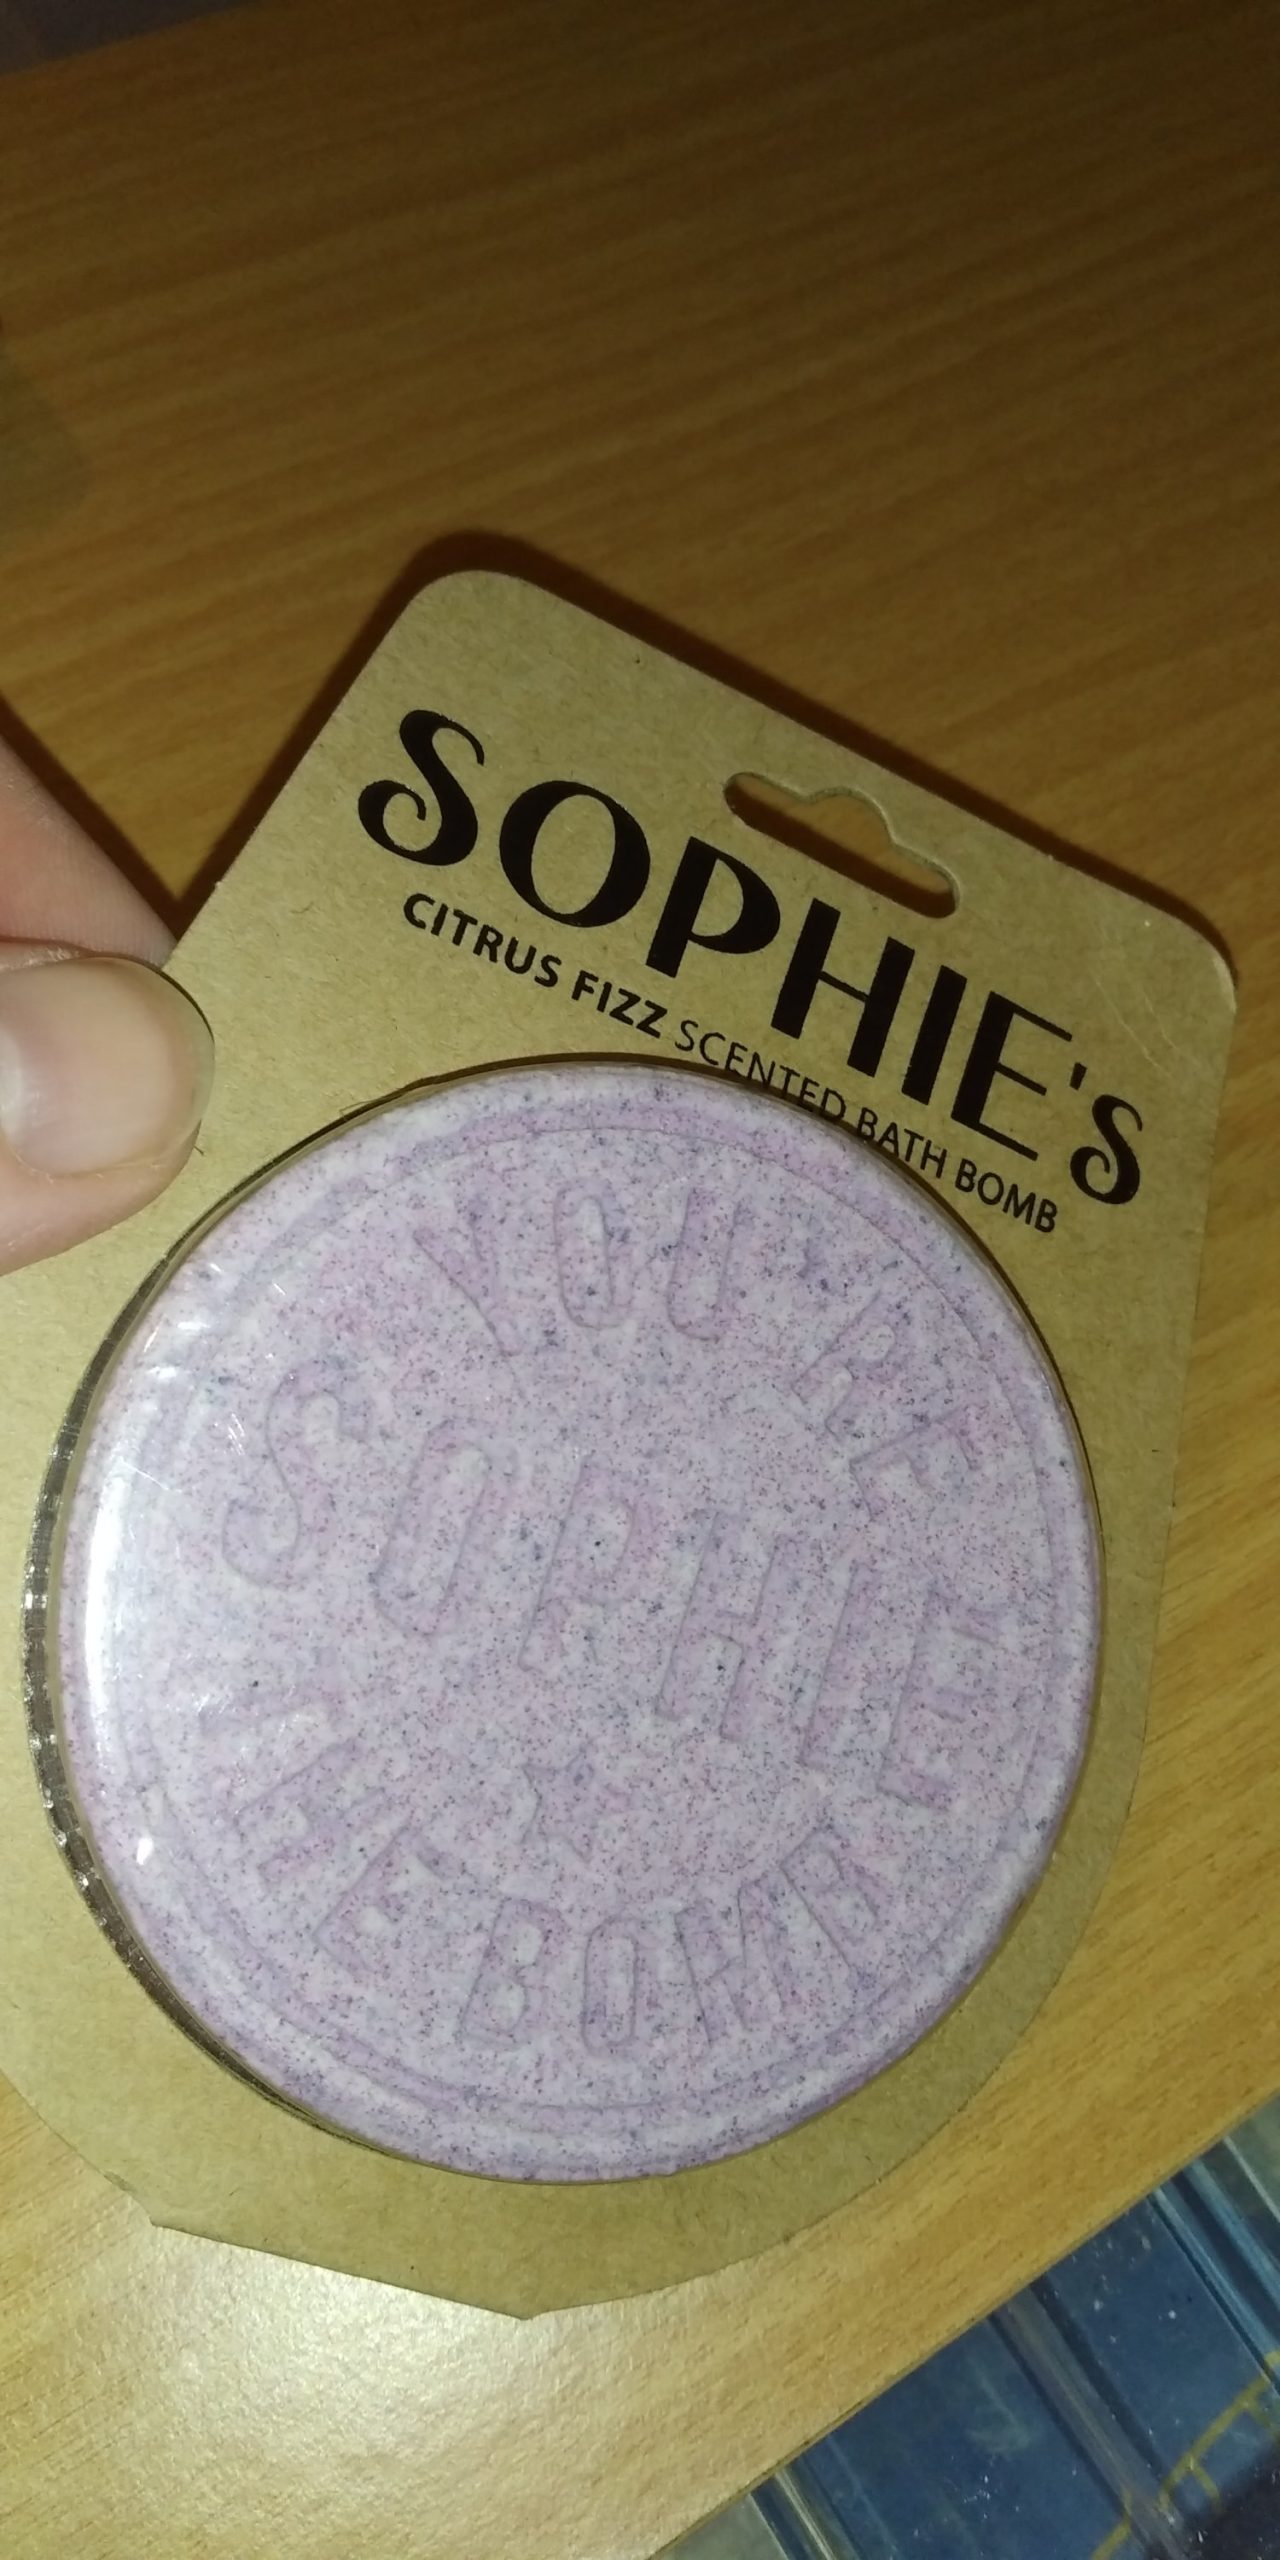 SOPHIE'S
CITRUS FIZZ SCENTED BATH BOMB
YOU'RE
SOPHIE
THE BOMB